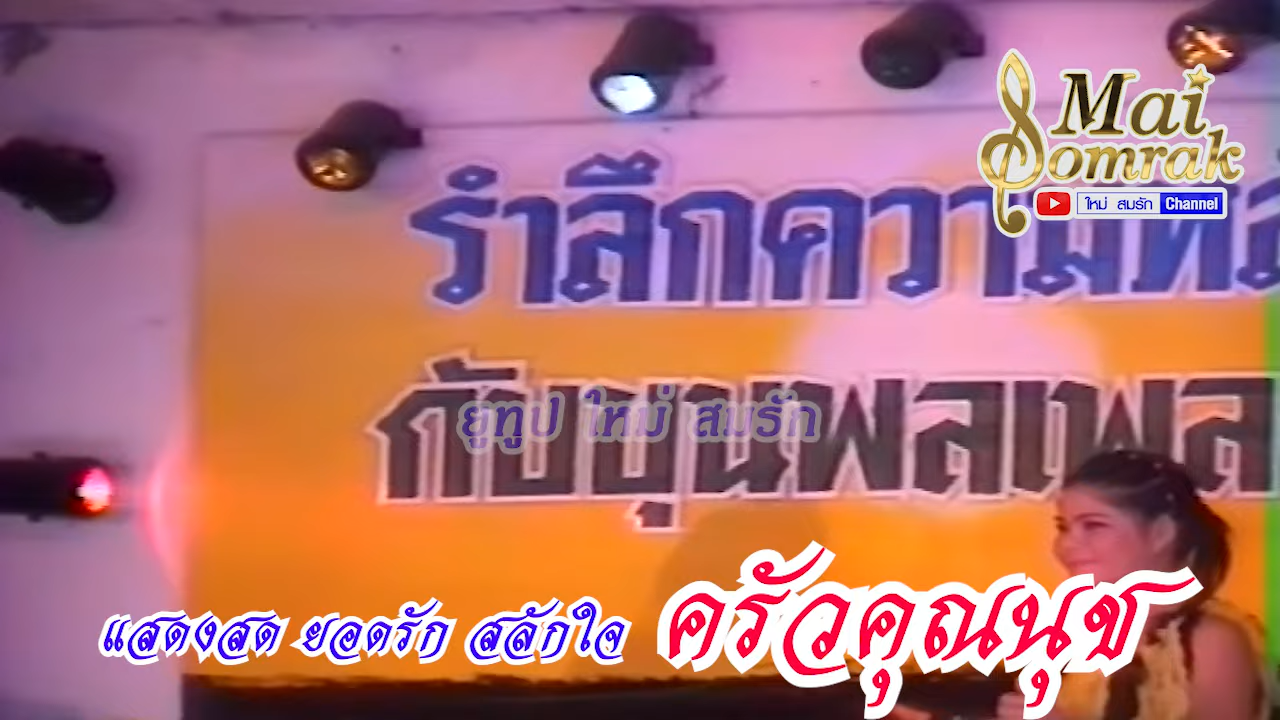 Mai
Somrak
ใหม่ สมรัก Channel
รำลึกความ
กับขุนพลเพล
ยูทูป ใหม่ สมรัก
แสดงสด ยอดรัก สลักใจ ครัวคุณนุช